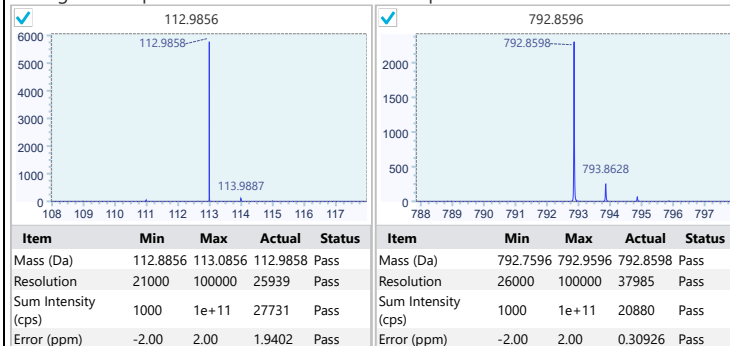 112.9856
792.8596
6000
5000
4000
3000
2000
1000
0
112.9858
113.9887
108 109 110 111 112 113 114 115 116 117
2000
1500
1000
500
0
792.8598
793.8628
788 789 790 791 792 793 794 795 796 797
Item Min Max Actual Status
Mass (Da) 112.8856 113.0856 112.9858 Pass
Resolution 21000 100000 25939 Pass
Sum Intensity (cps) 1000 1e+11 27731 Pass
Error (ppm) -2.00 2.00 1.9402 Pass
Item Min Max Actual Status
Mass (Da) 792.7596 792.9596 792.8598 Pass
Resolution 26000 100000 37985 Pass
Sum Intensity (cps) 1000 1e+11 20880 Pass
Error (ppm) -2.00 2.00 0.30926 Pass